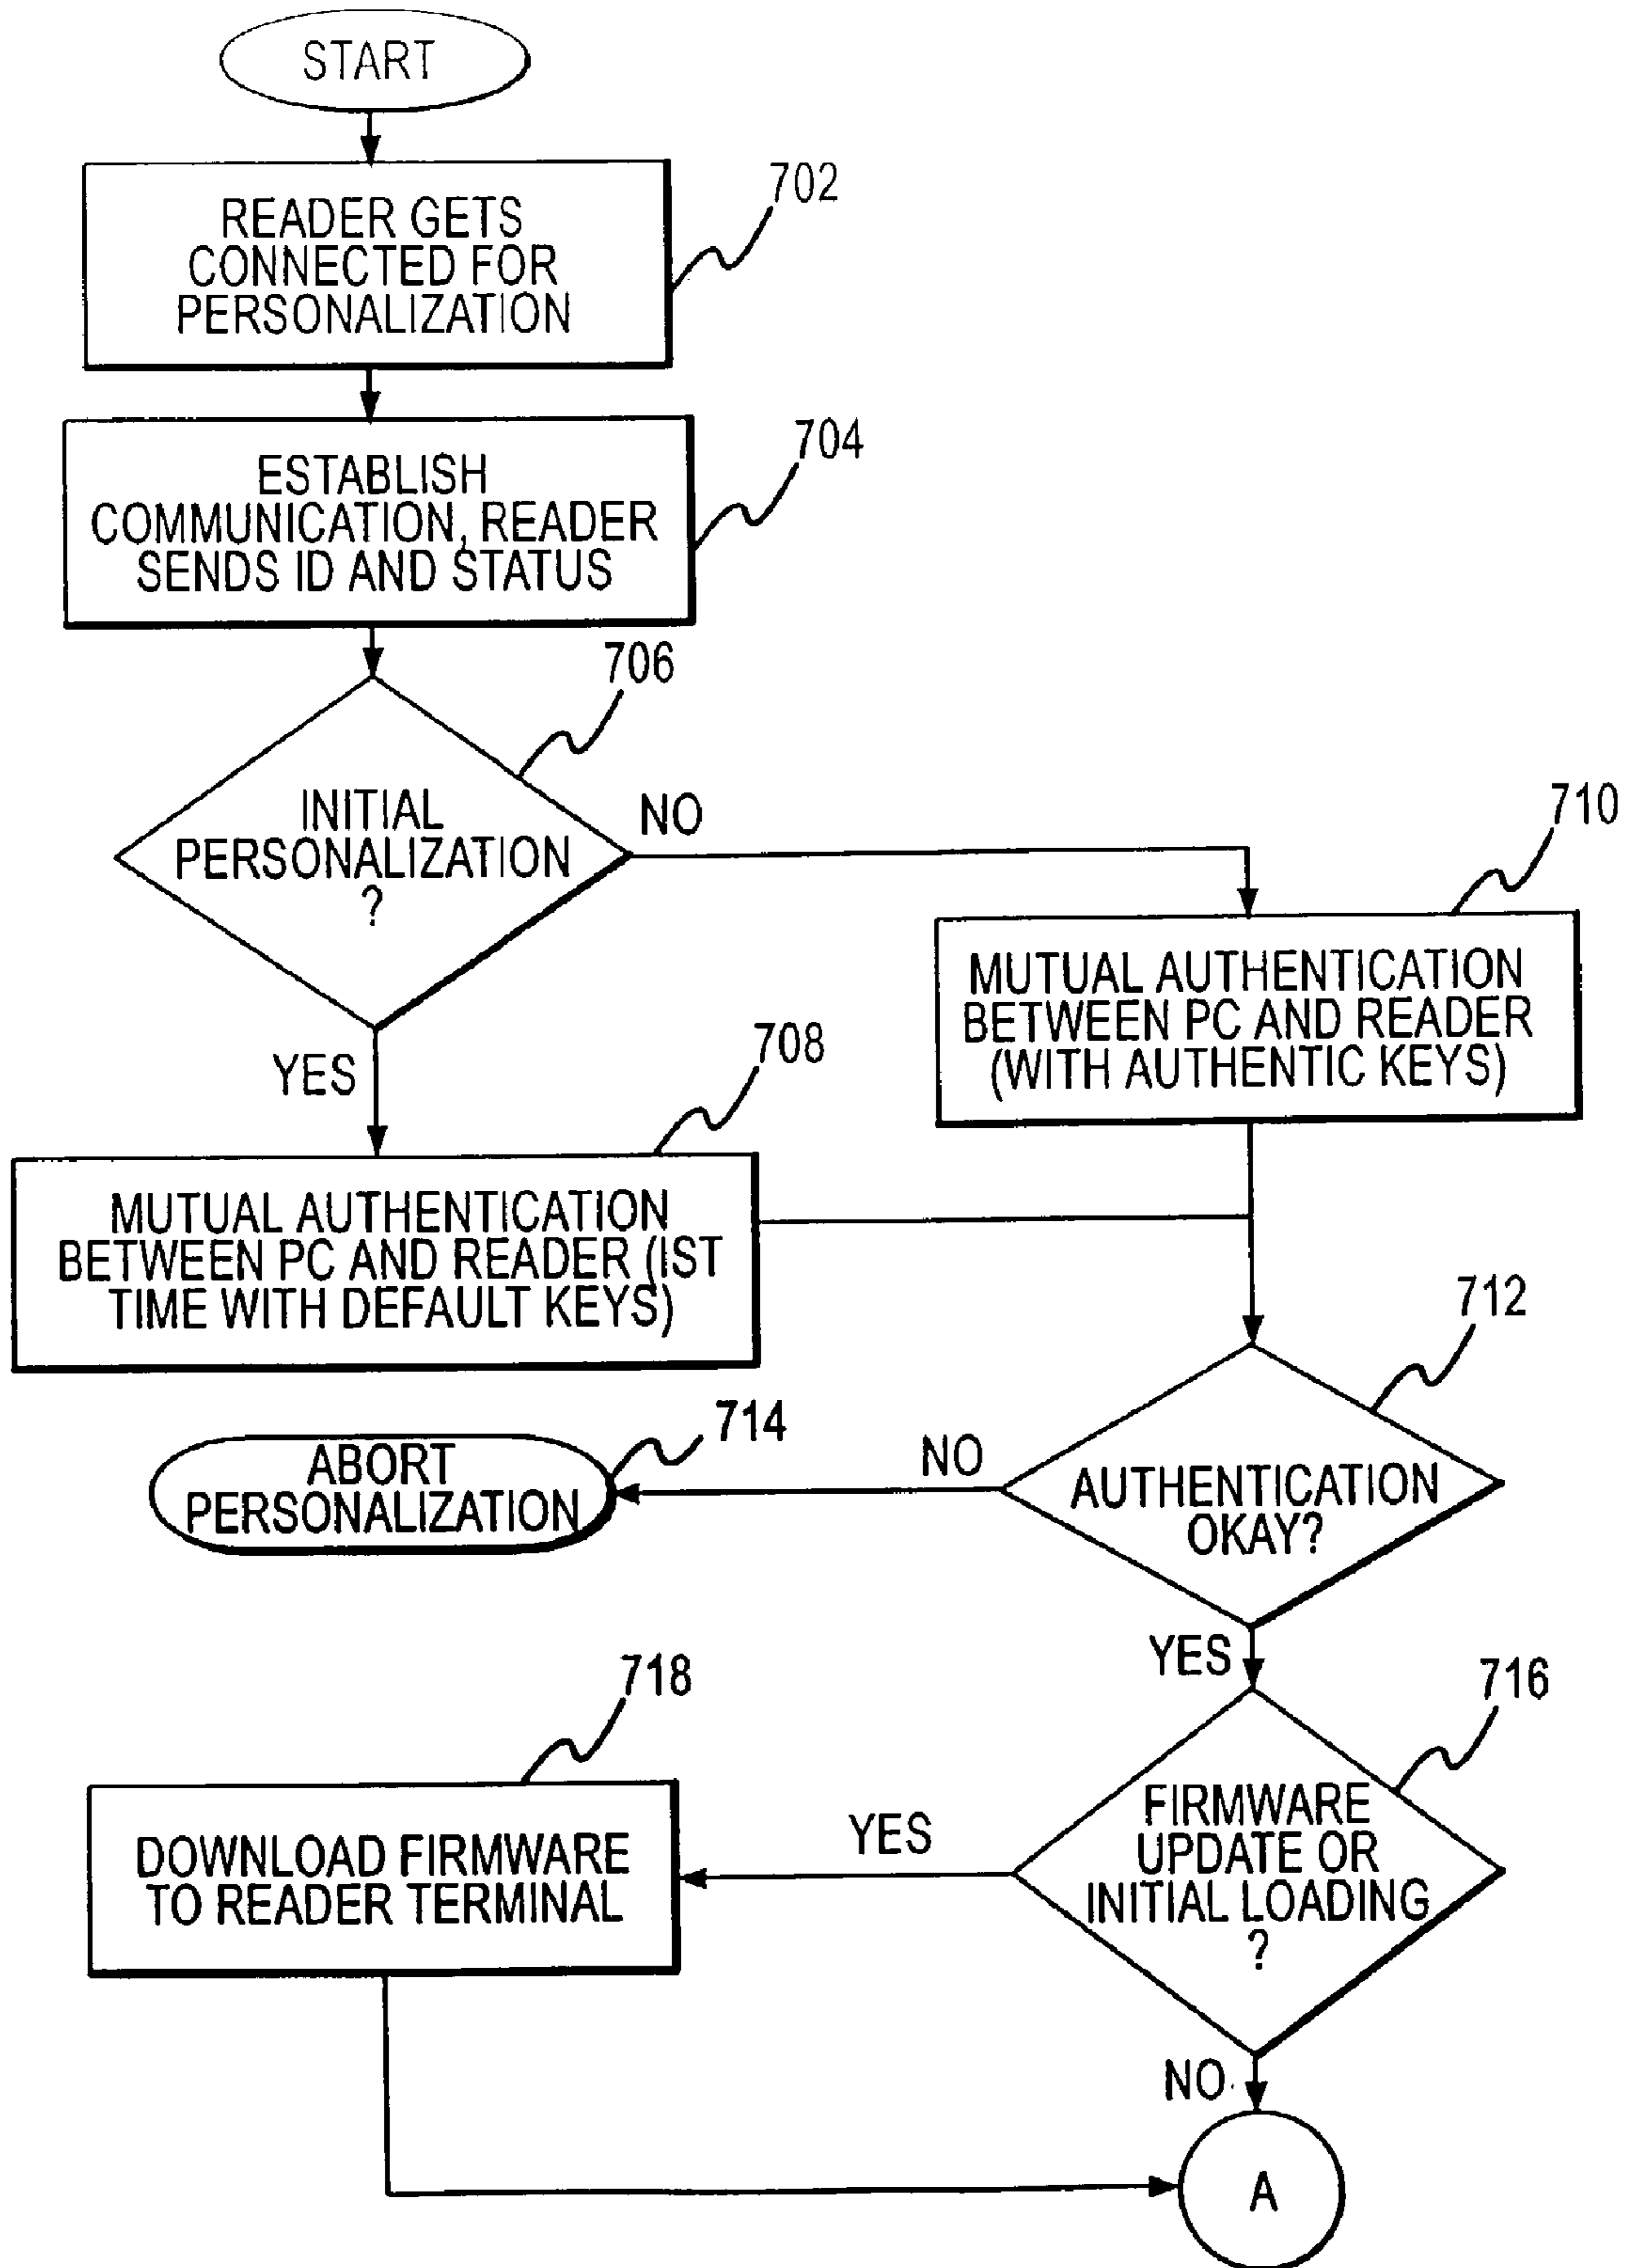 START
702
READER GETS
CONNECTED FOR
PERSONALIZATION
704
ESTABLISH
COMMUNICATION, READER
SENDS ID AND STATUS
706
INITIAL
PERSONALIZATION
?
NO
710
MUTUAL AUTHENTICATION
BETWEEN PC AND READER
(WITH AUTHENTIC KEYS)
YES
708
MUTUAL AUTHENTICATION
BETWEEN PC AND READER (IST
TIME WITH DEFAULT KEYS)
712
AUTHENTICATION
OKAY?
NO
714
ABORT
PERSONALIZATION
YES
716
FIRMWARE
UPDATE OR
INITIAL LOADING
?
YES
718
DOWNLOAD FIRMWARE
TO READER TERMINAL
NO
A